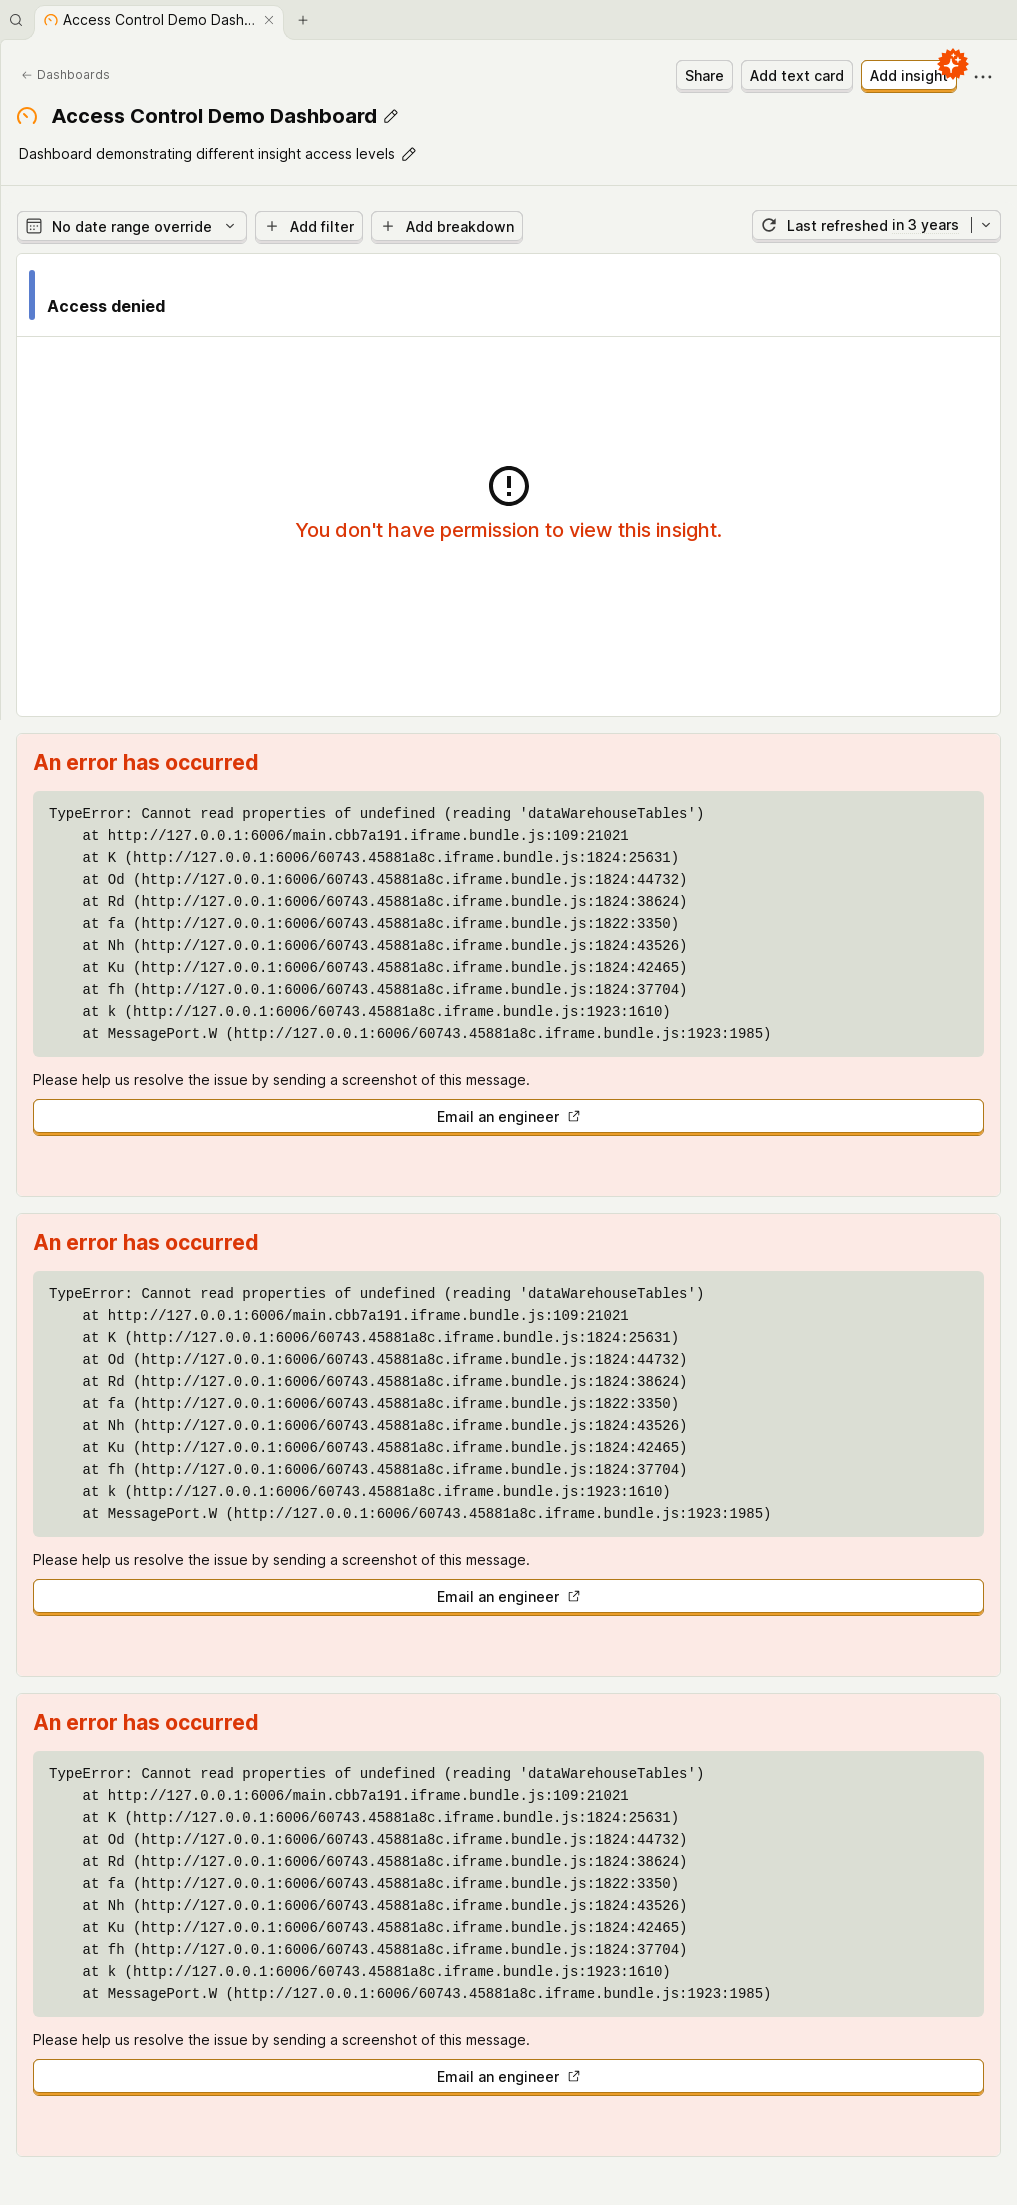 Access Control Demo Dash...
Dashboards
Share
Add text card
Add insight
Access Control Demo Dashboard
Dashboard demonstrating different insight access levels
No date range override
Add filter
Add breakdown
Last refreshed in 3 years
Access denied
You don't have permission to view this insight.
An error has occurred
TypeError: Cannot read properties of undefined (reading 'dataWarehouseTables')
at http://127.0.0.1:6006/main.cbb7a191.iframe.bundle.js:109:21021
at K (http://127.0.0.1:6006/60743.45881a8c.iframe.bundle.js:1824:25631)
at Od (http://127.0.0.1:6006/60743.45881a8c.iframe.bundle.js:1824:44732)
at Rd (http://127.0.0.1:6006/60743.45881a8c.iframe.bundle.js:1824:38624)
at fa (http://127.0.0.1:6006/60743.45881a8c.iframe.bundle.js:1822:3350)
at Nh (http://127.0.0.1:6006/60743.45881a8c.iframe.bundle.js:1824:43526)
at Ku (http://127.0.0.1:6006/60743.45881a8c.iframe.bundle.js:1824:42465)
at fh (http://127.0.0.1:6006/60743.45881a8c.iframe.bundle.js:1824:37704)
at k (http://127.0.0.1:6006/60743.45881a8c.iframe.bundle.js:1923:1610)
at MessagePort.W (http://127.0.0.1:6006/60743.45881a8c.iframe.bundle.js:1923:1985)
Please help us resolve the issue by sending a screenshot of this message.
Email an engineer
An error has occurred
TypeError: Cannot read properties of undefined (reading 'dataWarehouseTables')
at http://127.0.0.1:6006/main.cbb7a191.iframe.bundle.js:109:21021
at K (http://127.0.0.1:6006/60743.45881a8c.iframe.bundle.js:1824:25631)
at Od (http://127.0.0.1:6006/60743.45881a8c.iframe.bundle.js:1824:44732)
at Rd (http://127.0.0.1:6006/60743.45881a8c.iframe.bundle.js:1824:38624)
at fa (http://127.0.0.1:6006/60743.45881a8c.iframe.bundle.js:1822:3350)
at Nh (http://127.0.0.1:6006/60743.45881a8c.iframe.bundle.js:1824:43526)
at Ku (http://127.0.0.1:6006/60743.45881a8c.iframe.bundle.js:1824:42465)
at fh (http://127.0.0.1:6006/60743.45881a8c.iframe.bundle.js:1824:37704)
at k (http://127.0.0.1:6006/60743.45881a8c.iframe.bundle.js:1923:1610)
at MessagePort.W (http://127.0.0.1:6006/60743.45881a8c.iframe.bundle.js:1923:1985)
Please help us resolve the issue by sending a screenshot of this message.
Email an engineer
An error has occurred
TypeError: Cannot read properties of undefined (reading 'dataWarehouseTables')
at http://127.0.0.1:6006/main.cbb7a191.iframe.bundle.js:109:21021
at K (http://127.0.0.1:6006/60743.45881a8c.iframe.bundle.js:1824:25631)
at Od (http://127.0.0.1:6006/60743.45881a8c.iframe.bundle.js:1824:44732)
at Rd (http://127.0.0.1:6006/60743.45881a8c.iframe.bundle.js:1824:38624)
at fa (http://127.0.0.1:6006/60743.45881a8c.iframe.bundle.js:1822:3350)
at Nh (http://127.0.0.1:6006/60743.45881a8c.iframe.bundle.js:1824:43526)
at Ku (http://127.0.0.1:6006/60743.45881a8c.iframe.bundle.js:1824:42465)
at fh (http://127.0.0.1:6006/60743.45881a8c.iframe.bundle.js:1824:37704)
at k (http://127.0.0.1:6006/60743.45881a8c.iframe.bundle.js:1923:1610)
at MessagePort.W (http://127.0.0.1:6006/60743.45881a8c.iframe.bundle.js:1923:1985)
Please help us resolve the issue by sending a screenshot of this message.
Email an engineer